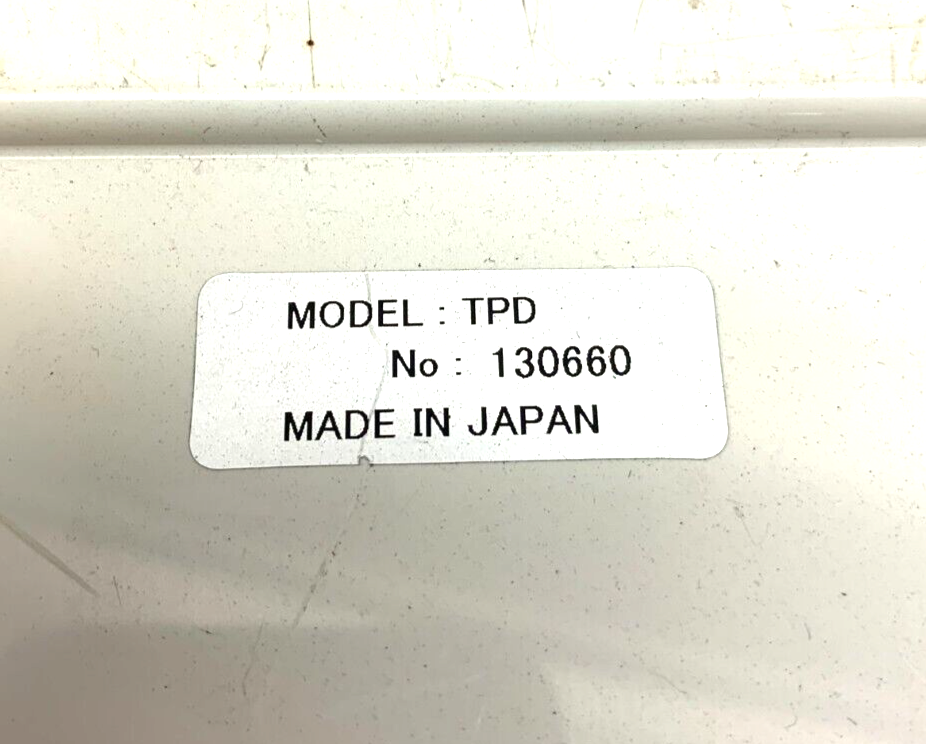 MODEL : TPD
No : 130660
MADE IN JAPAN